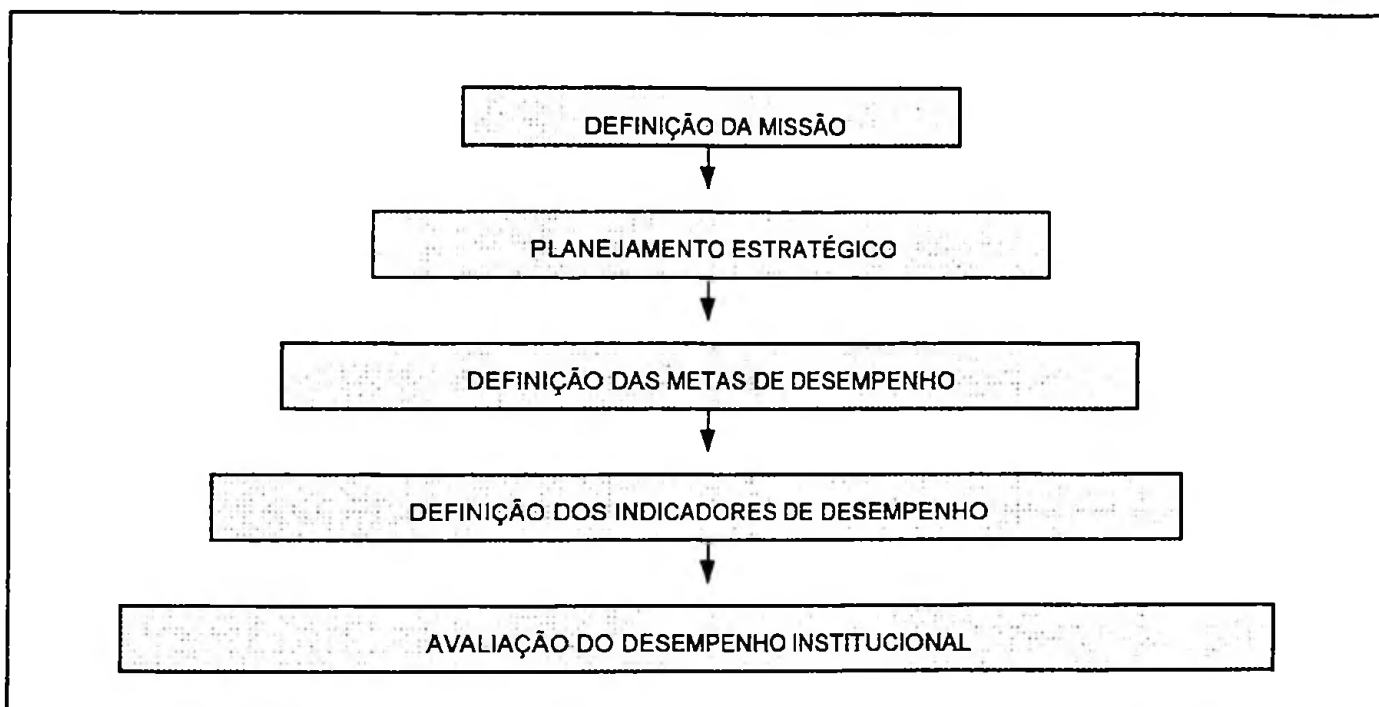 DEFINIÇÃO DA MISSÃO
PLANEJAMENTO ESTRATÉGICO
DEFINIÇÃO DAS METAS DE DESEMPENHO
DEFINIÇÃO DOS INDICADORES DE DESEMPENHO
AVALIAÇÃO DO DESEMPENHO INSTITUCIONAL